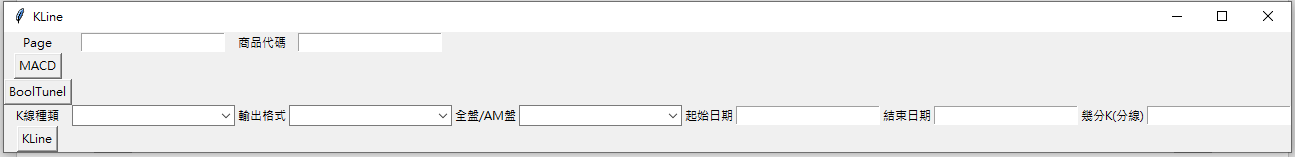 KLine
Page 商品代碼
MACD
BoolTunel
K線種類 輸出格式 全盤/AM盤 起始日期 結束日期 幾分K(分線)
KLine